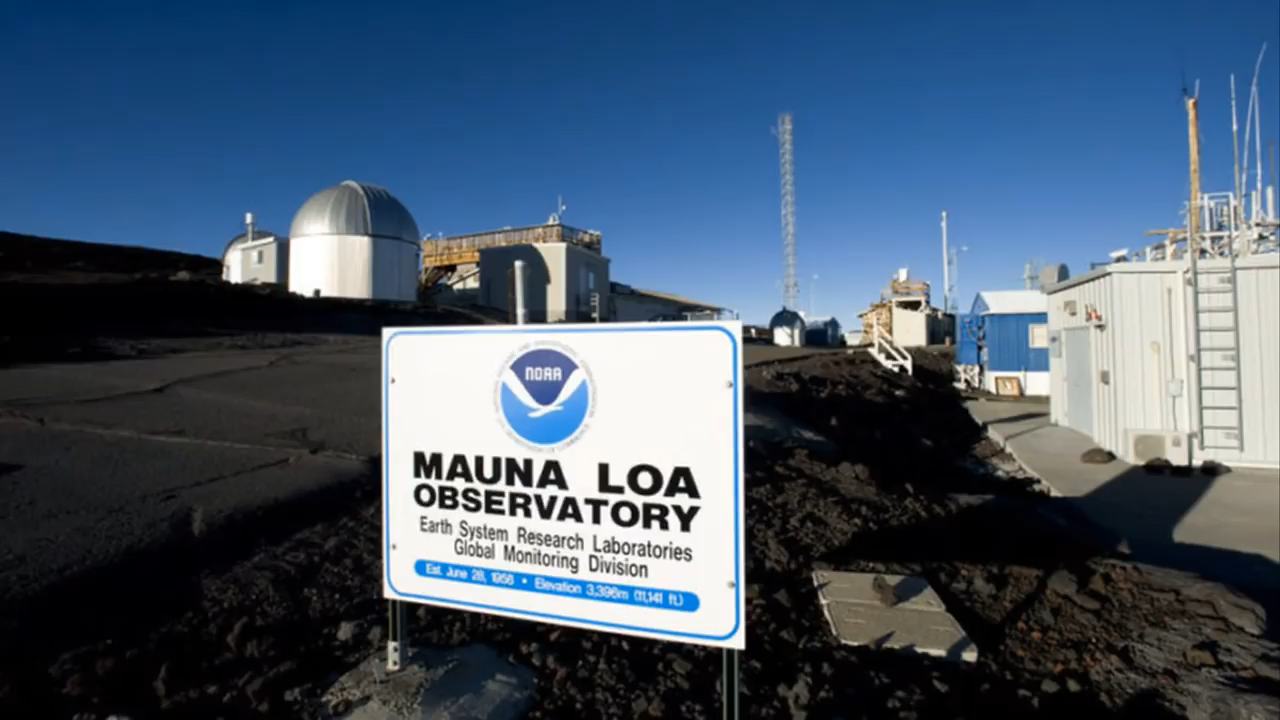 NOAA
MAUNA LOA
OBSERVATORY
Earth System Research Laboratories
Global Monitoring Division
Est. June 28, 1956 • Elevation 3,396m (11,141 ft.)